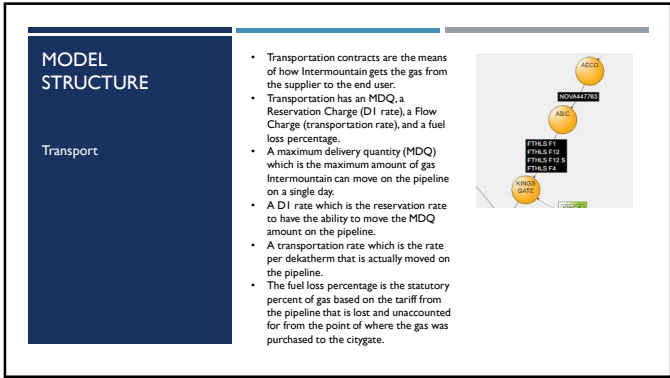 MODEL
STRUCTURE
Transport
• Transportation contracts are the means
of how Intermountain gets the gas from
the supplier to the end user.
• Transportation has an MDQ, a
Reservation Charge (D1 rate), a Flow
Charge (transportation rate), and a fuel
loss percentage.
• A maximum delivery quantity (MDQ)
which is the maximum amount of gas
Intermountain can move on the pipeline
on a single day.
• A D1 rate which is the reservation rate
to have the ability to move the MDQ
amount on the pipeline.
• A transportation rate which is the rate
per dekatherm that is actually moved on
the pipeline.
• The fuel loss percentage is the statutory
percent of gas based on the tariff from
the pipeline that is lost and unaccounted
for from the point of where the gas was
purchased to the citygate.
AECO
NOVA447763
AB/C
FTHLS F1
FTHLS F12
FTHLS F12 S
FTHLS F4
KINGS
GATE